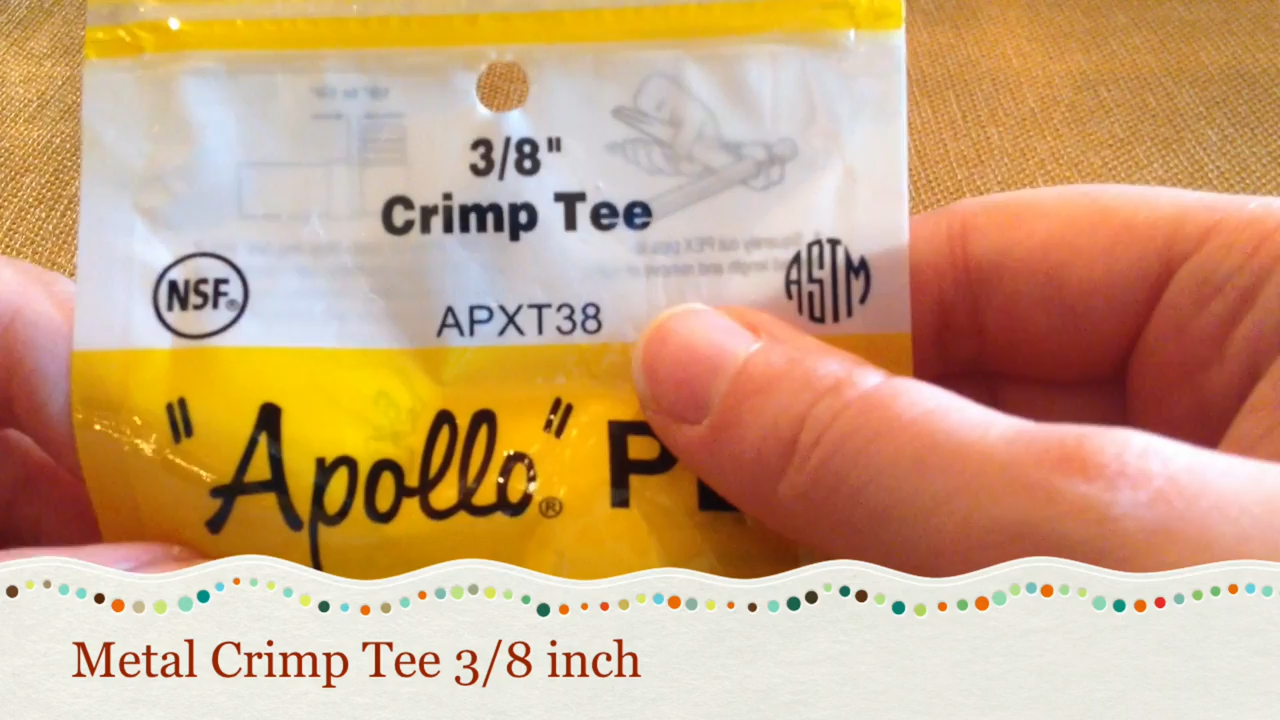 3/8"
Crimp Tee
NSF®
ASTM
APXT38
"Apollo"® P
Metal Crimp Tee 3/8 inch